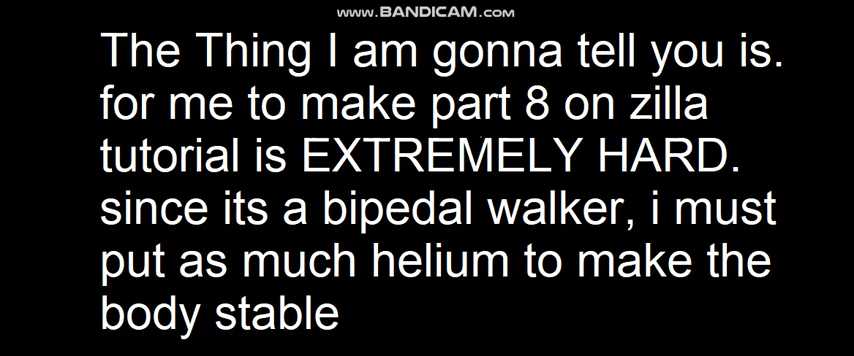 www.BANDICAM.com
The Thing I am gonna tell you is.
for me to make part 8 on zilla
tutorial is EXTREMELY HARD.
since its a bipedal walker, i must
put as much helium to make the
body stable